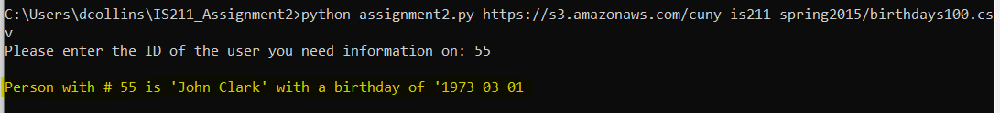 C:\Users\dcollins\IS211_Assignment2>python assignment2.py https://s3.amazonaws.com/cuny-is211-spring2015/birthdays100.cs
v
Please enter the ID of the user you need information on: 55
Person with # 55 is 'John Clark' with a birthday of '1973 03 01